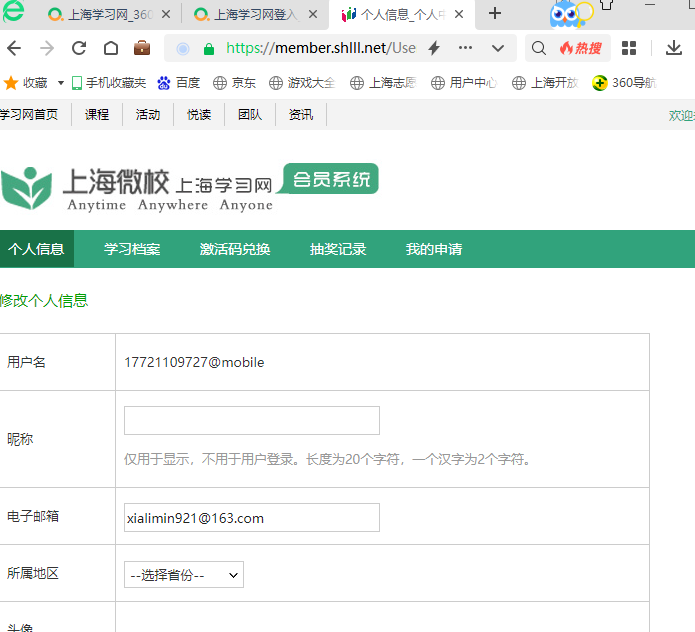 上海学习网_360
上海学习网登入
个人信息_个人中
https://member.shlll.net/Use
热搜
收藏 手机收藏夹 百度 京东 游戏大全 上海志愿 用户中心 上海开放 360导航
学习网首页 课程 活动 悦读 团队 资讯 欢迎
上海微校 上海学习网 会员系统
Anytime Anywhere Anyone
个人信息 学习档案 激活码兑换 抽奖记录 我的申请
修改个人信息
用户名 17721109727@mobile
昵称
仅用于显示，不用于用户登录。长度为20个字符，一个汉字为2个字符。
电子邮箱 xialimin921@163.com
所属地区 --选择省份--
头像